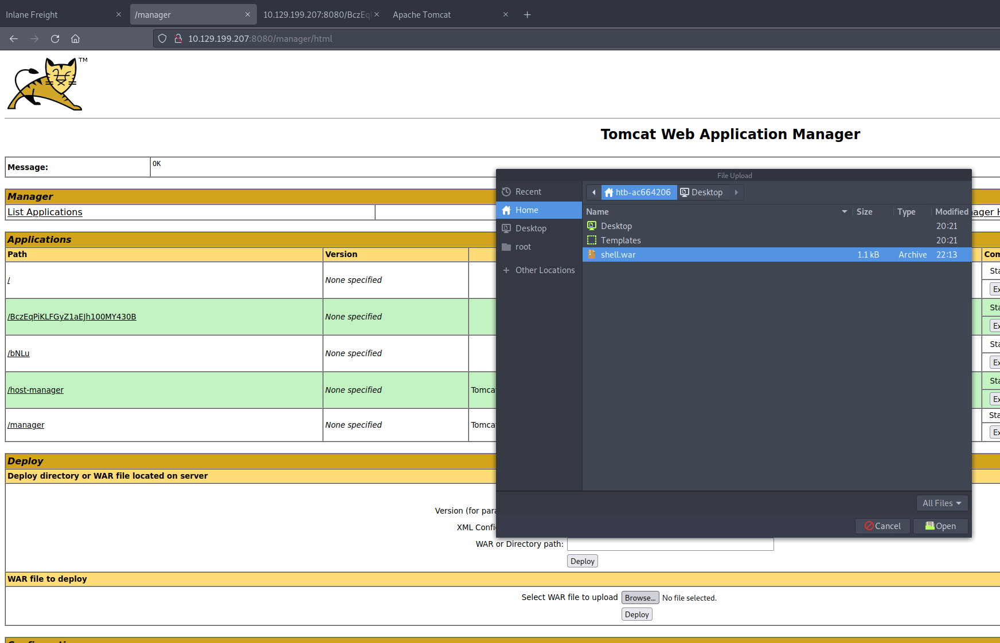 Inlane Freight
/manager
10.129.199.207:8080/BczEq
Apache Tomcat
10.129.199.207:8080/manager/html
TM
Tomcat Web Application Manager
Message:
OK
Manager
List Applications
ager H
Applications
Path
Version
Com
/
None specified
Sta
Ex
/BczEqPiKLFGyZ1aEJh100MY430B
None specified
Sta
Ex
/bNLu
None specified
Sta
Ex
/host-manager
None specified
Tomca
Sta
Ex
/manager
None specified
Tomca
Sta
Ex
Deploy
Deploy directory or WAR file located on server
Version (for para
XML Config
WAR or Directory path:
Deploy
WAR file to deploy
Select WAR file to upload Browse... No file selected.
Deploy
File Upload
Recent
Home
Desktop
root
Other Locations
htb-ac664206 Desktop
Name Size Type Modified
Desktop 20:21
Templates 20:21
shell.war 1.1 kB Archive 22:13
All Files
Cancel Open